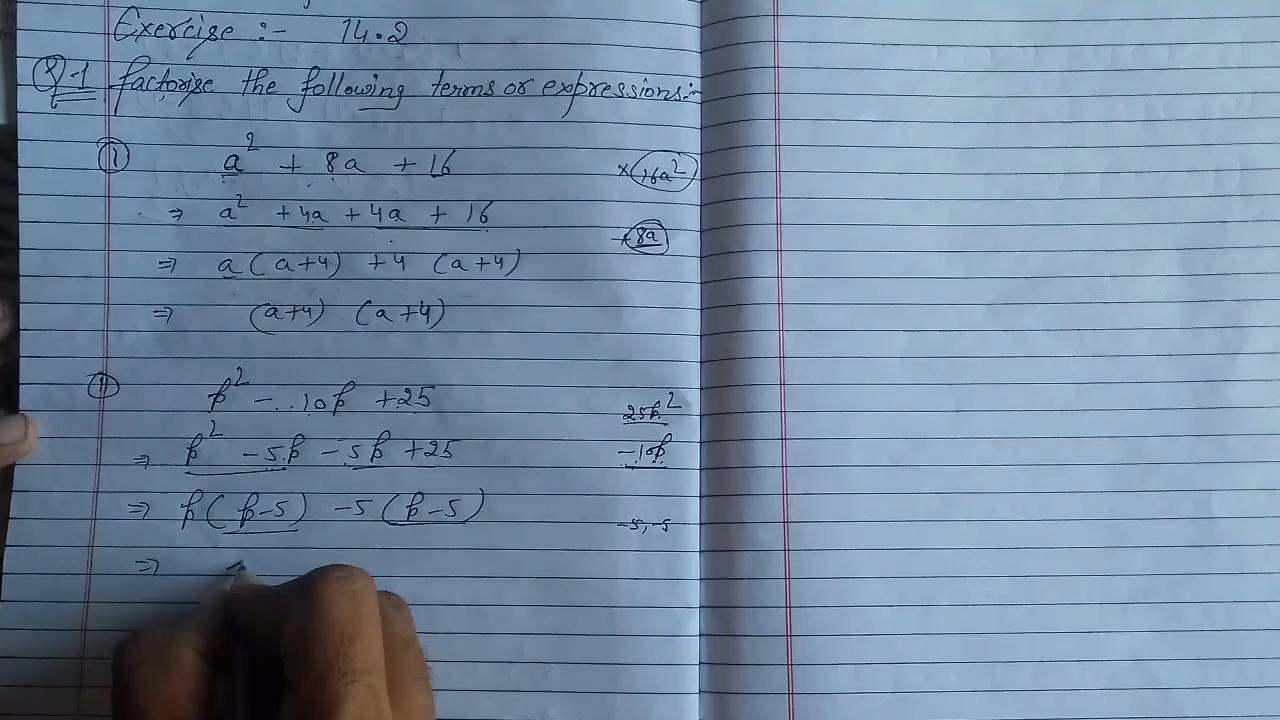 Exercise :- 14.2
Q-1 factorise the following terms or expressions:-
(i) a² + 8a + 16
×16a²
⇒ a² + 4a + 4a + 16
+8a
⇒ a(a+4) +4 (a+4)
⇒ (a+4) (a+4)
(ii) p² - 10p + 25
25p²
⇒ p² - 5p - 5p + 25
-10p
⇒ p(p-5) -5(p-5)
-5,-5
⇒